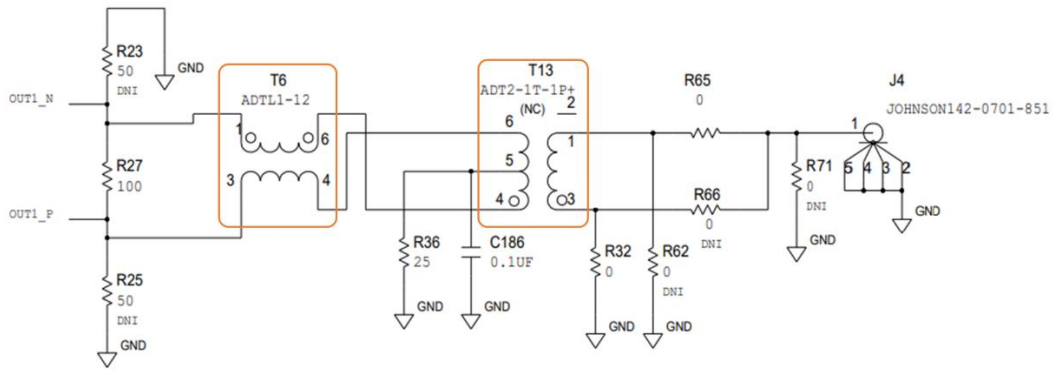 R23
50
DNI
GND
OUT1_N
R27
100
OUT1_P
R25
50
DNI
GND
T6
ADTL1-12
1
6
3
4
T13
ADT2-1T-1P+
(NC)
2
6
5
4
1
3
R36
25
GND
C186
0.1UF
GND
R65
0
R66
0
DNI
R32
0
GND
R62
0
DNI
GND
R71
0
DNI
GND
J4
JOHNSON142-0701-851
1
5 4 3 2
GND